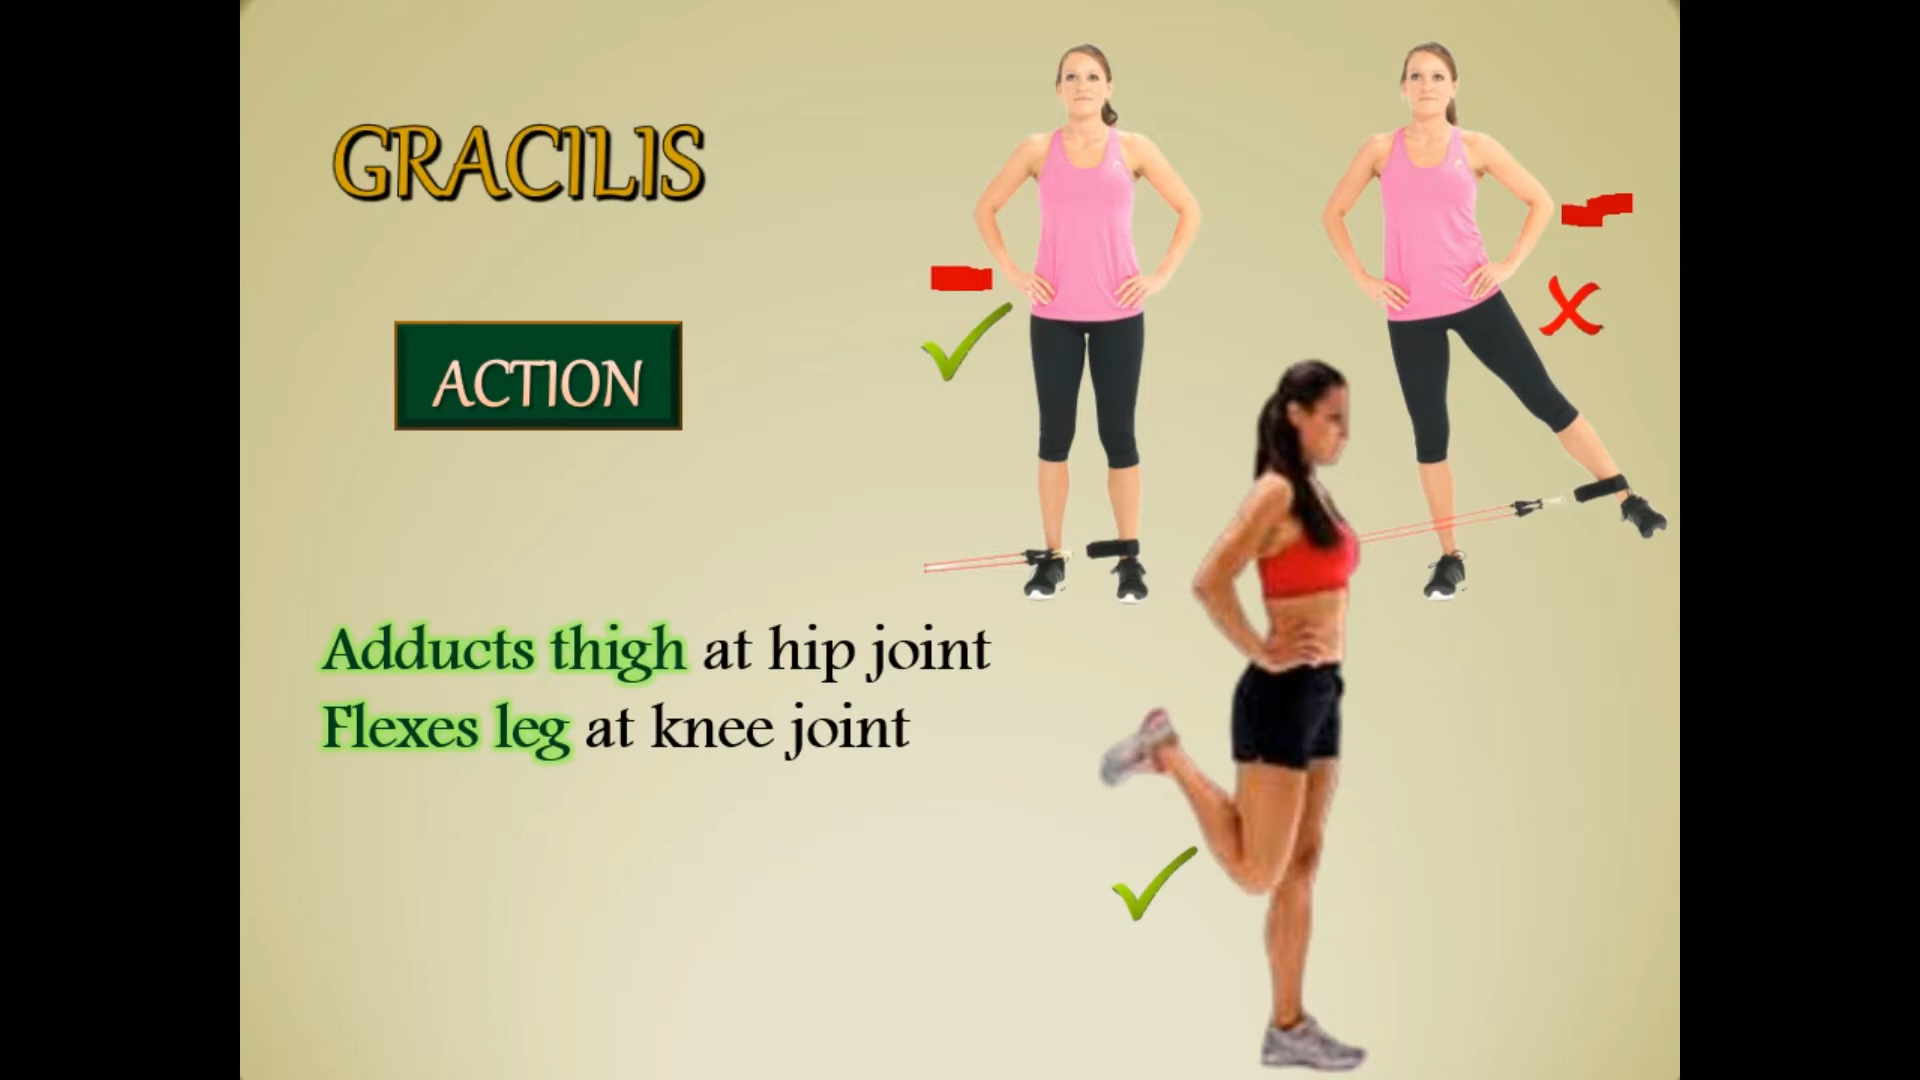 GRACILIS
ACTION
Adducts thigh at hip joint
Flexes leg at knee joint